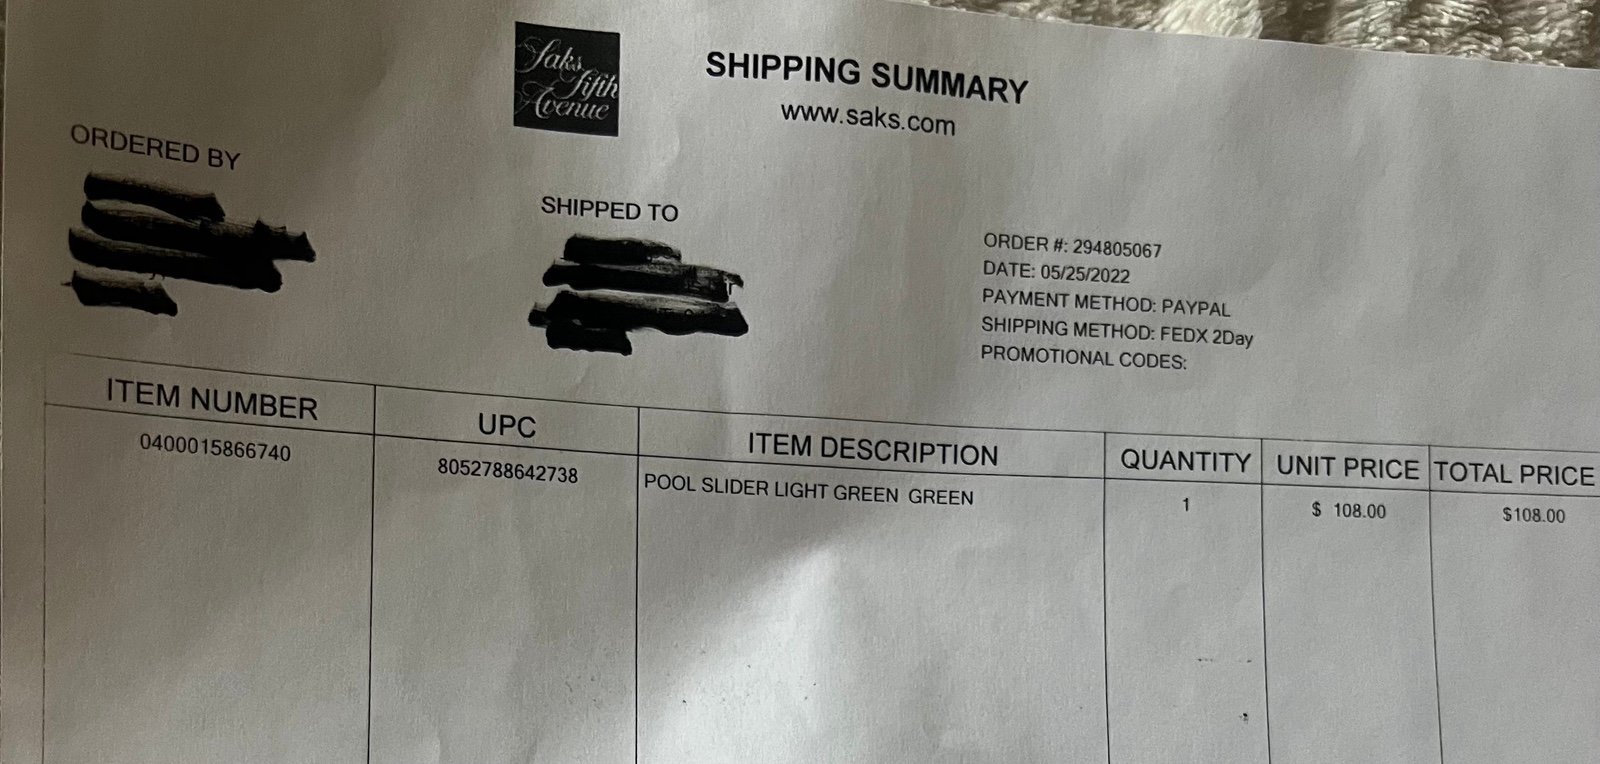 Saks
Fifth
Avenue
SHIPPING SUMMARY
www.saks.com
ORDERED BY
SHIPPED TO
ORDER #: 294805067
DATE: 05/25/2022
PAYMENT METHOD: PAYPAL
SHIPPING METHOD: FEDX 2Day
PROMOTIONAL CODES:
ITEM NUMBER UPC ITEM DESCRIPTION QUANTITY UNIT PRICE TOTAL PRICE
0400015866740 8052788642738 POOL SLIDER LIGHT GREEN GREEN 1 $ 108.00 $108.00